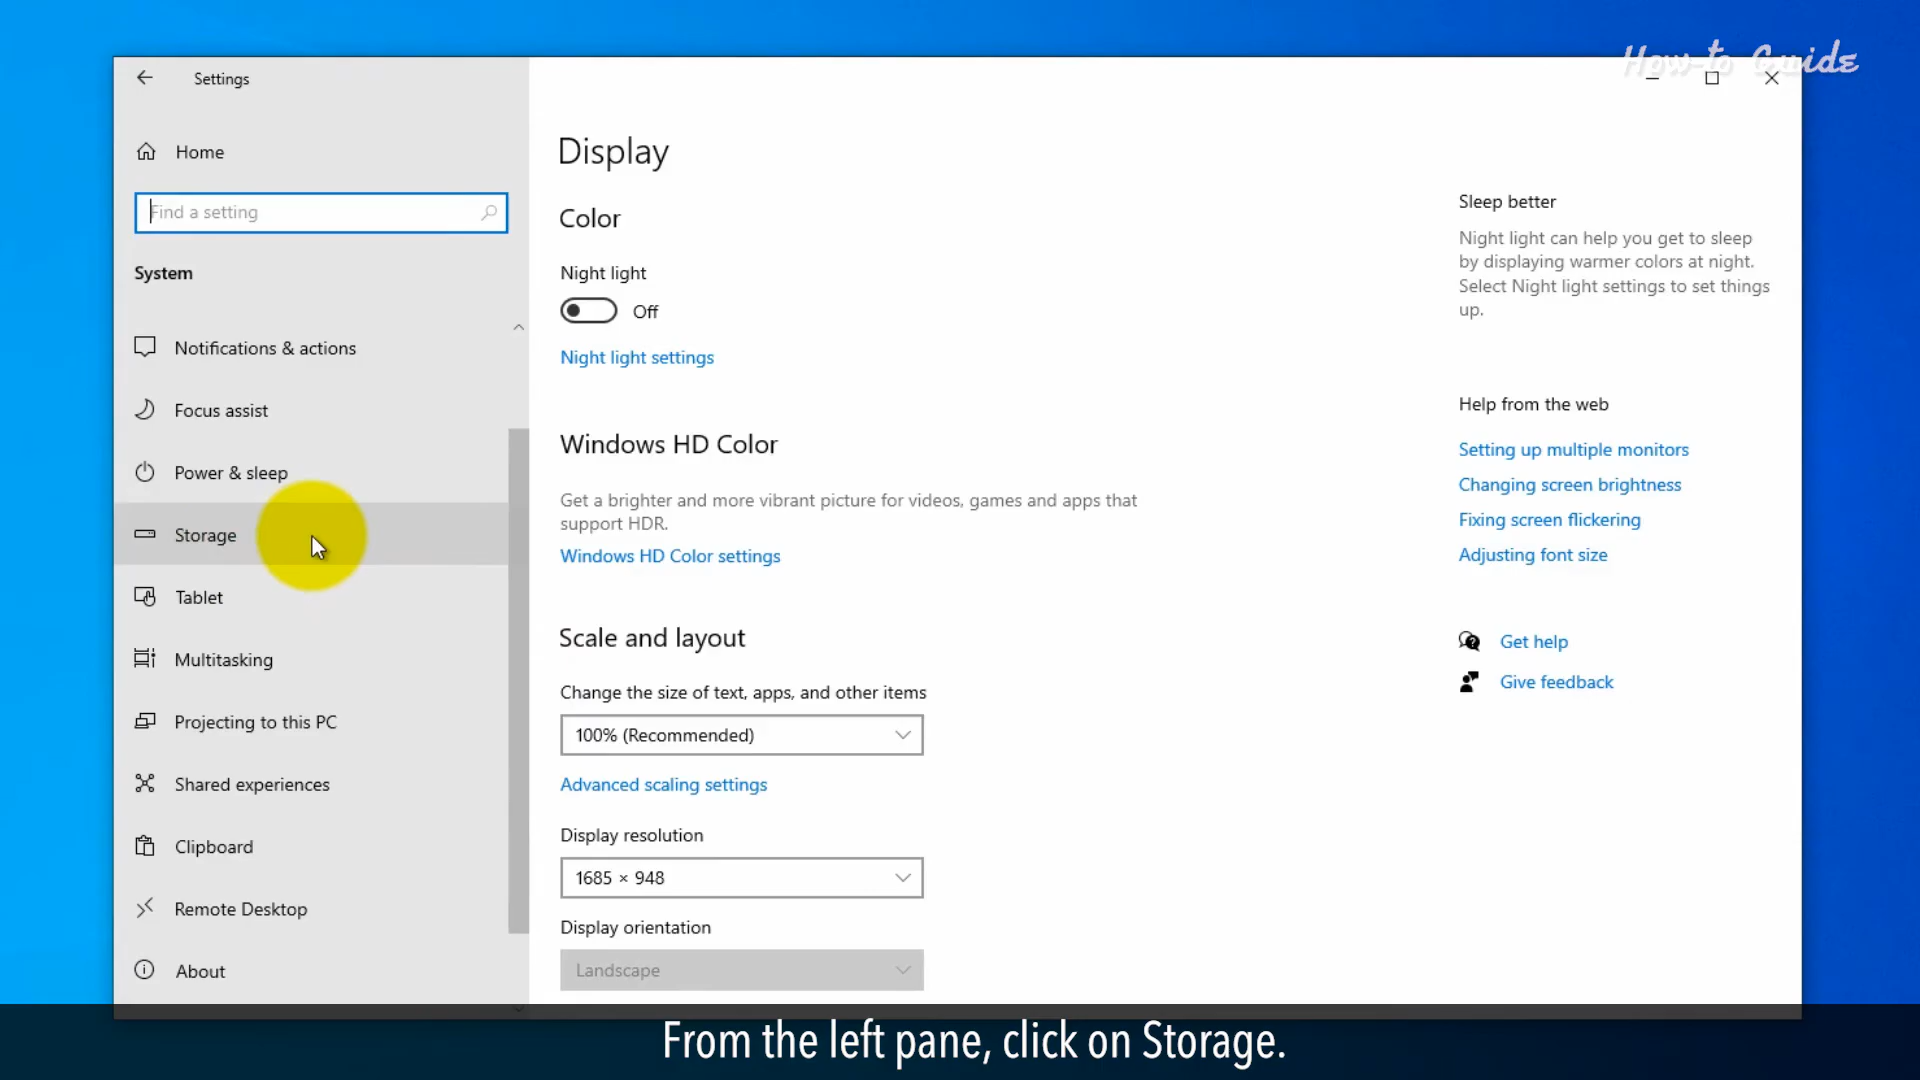 How-to Guide
Settings
Home
Find a setting
System
Notifications & actions
Focus assist
Power & sleep
Storage
Tablet
Multitasking
Projecting to this PC
Shared experiences
Clipboard
Remote Desktop
About
Display
Color
Night light
Off
Night light settings
Windows HD Color
Get a brighter and more vibrant picture for videos, games and apps that
support HDR.
Windows HD Color settings
Scale and layout
Change the size of text, apps, and other items
100% (Recommended)
Advanced scaling settings
Display resolution
1685 × 948
Display orientation
Landscape
Sleep better
Night light can help you get to sleep
by displaying warmer colors at night.
Select Night light settings to set things
up.
Help from the web
Setting up multiple monitors
Changing screen brightness
Fixing screen flickering
Adjusting font size
Get help
Give feedback
From the left pane, click on Storage.